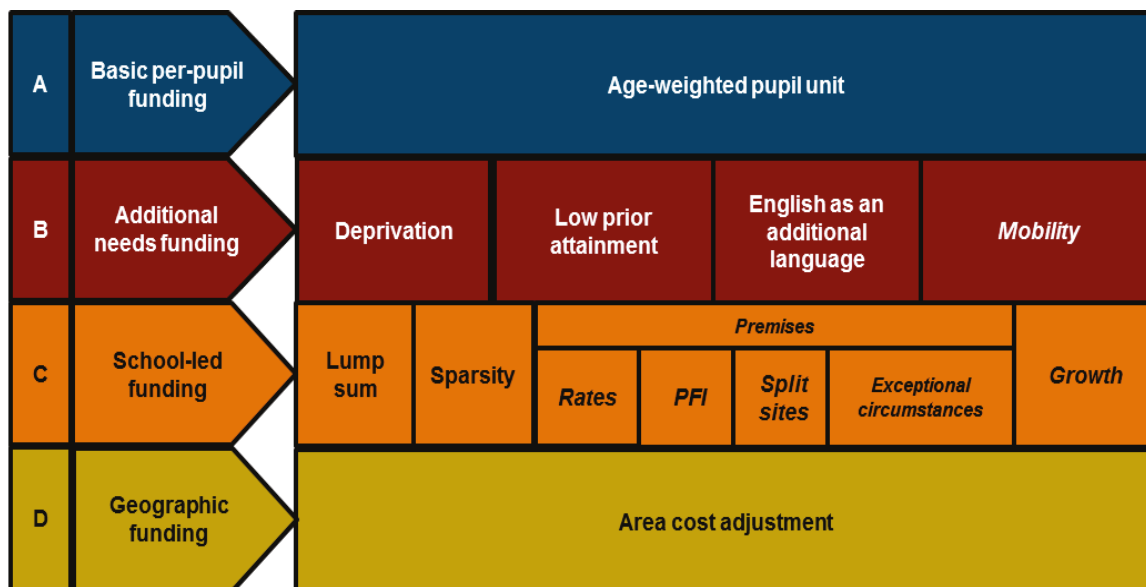 A
Basic per-pupil
funding
Age-weighted pupil unit
B
Additional
needs funding
Deprivation
Low prior
attainment
English as an
additional
language
Mobility
C
School-led
funding
Lump
sum
Sparsity
Premises
Rates
PFI
Split
sites
Exceptional
circumstances
Growth
D
Geographic
funding
Area cost adjustment